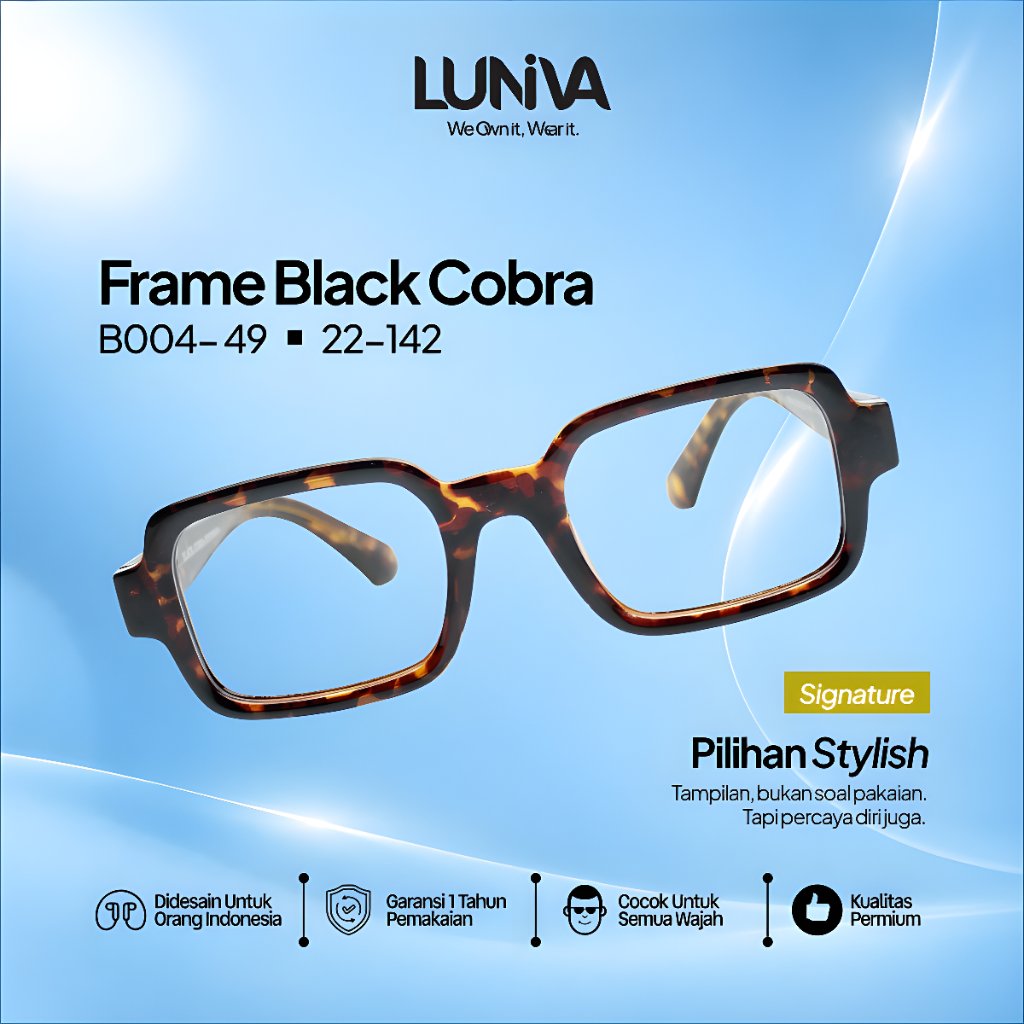 LUNiVA
We Own it, Wear it.
Frame Black Cobra
B004-49 ▪ 22-142
Signature
Pilihan Stylish
Tampilan, bukan soal pakaian.
Tapi percaya diri juga.
Didesain Untuk
Orang Indonesia
Garansi 1 Tahun
Pemakaian
Cocok Untuk
Semua Wajah
Kualitas
Permium